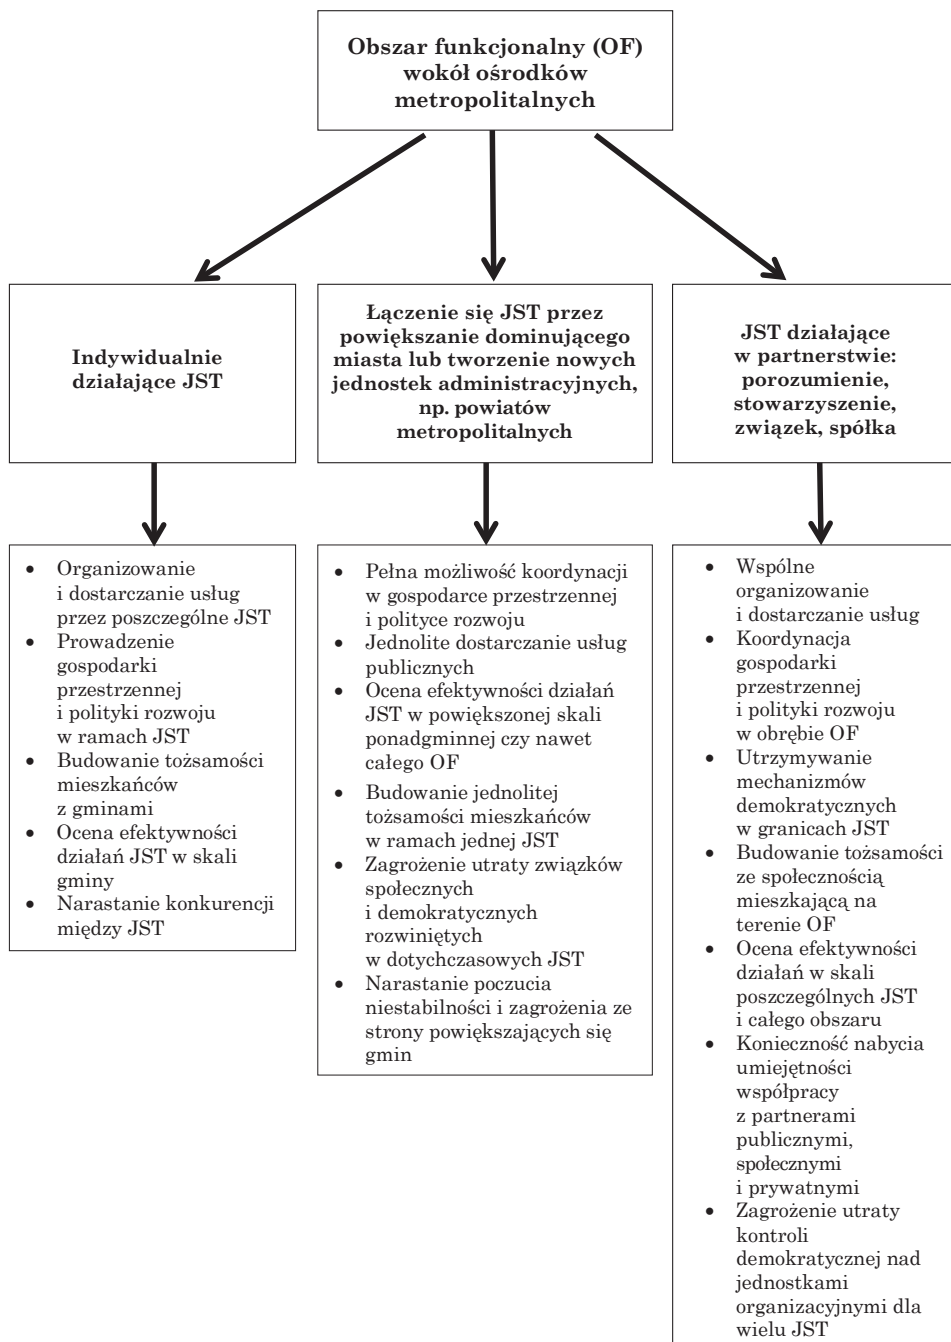 Obszar funkcjonalny (OF)
wokół ośrodków
metropolitalnych
Indywidualnie
działające JST
Łączenie się JST przez
powiększanie dominującego
miasta lub tworzenie nowych
jednostek administracyjnych,
np. powiatów
metropolitalnych
JST działające
w partnerstwie:
porozumienie,
stowarzyszenie,
związek, spółka
• Organizowanie
i dostarczanie usług
przez poszczególne JST
• Prowadzenie
gospodarki
przestrzennej
i polityki rozwoju
w ramach JST
• Budowanie tożsamości
mieszkańców
z gminami
• Ocena efektywności
działań JST w skali
gminy
• Narastanie konkurencji
między JST
• Pełna możliwość koordynacji
w gospodarce przestrzennej
i polityce rozwoju
• Jednolite dostarczanie usług
publicznych
• Ocena efektywności działań
JST w powiększonej skali
ponadgminnej czy nawet
całego OF
• Budowanie jednolitej
tożsamości mieszkańców
w ramach jednej JST
• Zagrożenie utraty związków
społecznych
i demokratycznych
rozwiniętych
w dotychczasowych JST
• Narastanie poczucia
niestabilności i zagrożenia ze
strony powiększających się
gmin
• Wspólne
organizowanie
i dostarczanie usług
• Koordynacja
gospodarki
przestrzennej
i polityki rozwoju
w obrębie OF
• Utrzymywanie
mechanizmów
demokratycznych
w granicach JST
• Budowanie tożsamości
ze społecznością
mieszkającą na
terenie OF
• Ocena efektywności
działań w skali
poszczególnych JST
i całego obszaru
• Konieczność nabycia
umiejętności
współpracy
z partnerami
publicznymi,
społecznymi
i prywatnymi
• Zagrożenie utraty
kontroli
demokratycznej nad
jednostkami
organizacyjnymi dla
wielu JST